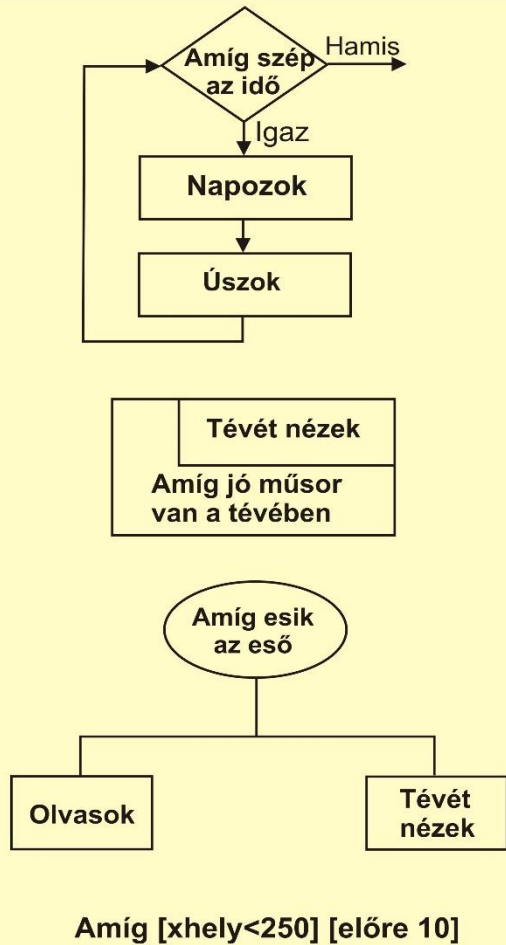 Amíg szép
az idő
Hamis
Igaz
Napozok
Úszok
Tévét nézek
Amíg jó műsor
van a tévében
Amíg esik
az eső
Olvasok
Tévét
nézek
Amíg [xhely<250] [előre 10]